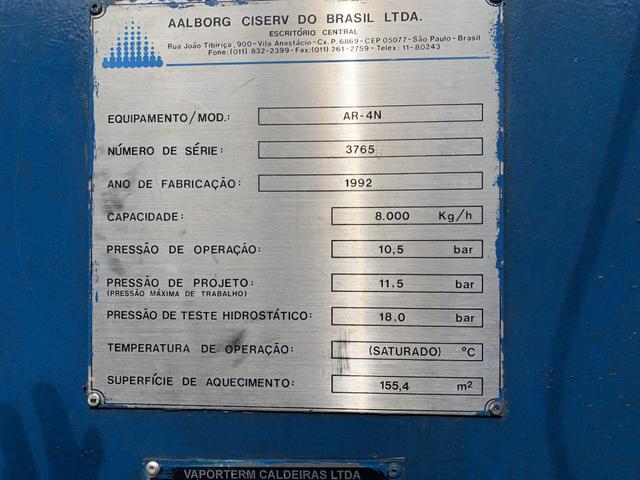 AALBORG CISERV DO BRASIL LTDA.
ESCRITÓRIO CENTRAL
Rua João Tibiriça, 900-Vila Anastácio-Cx. P. 6869-CEP 05077-São Paulo-Brasil
Fone: (011) 832-2399-Fax: (011) 261-2759-Telex: 11-80243
EQUIPAMENTO/MOD.: AR-4N
NÚMERO DE SÉRIE: 3765
ANO DE FABRICAÇÃO: 1992
CAPACIDADE: 8.000 Kg/h
PRESSÃO DE OPERAÇÃO: 10,5 bar
PRESSÃO DE PROJETO: 11,5 bar
(PRESSÃO MÁXIMA DE TRABALHO)
PRESSÃO DE TESTE HIDROSTÁTICO: 18,0 bar
TEMPERATURA DE OPERAÇÃO: (SATURADO) °C
SUPERFÍCIE DE AQUECIMENTO: 155,4 m²
VAPORTERM CALDEIRAS LTDA